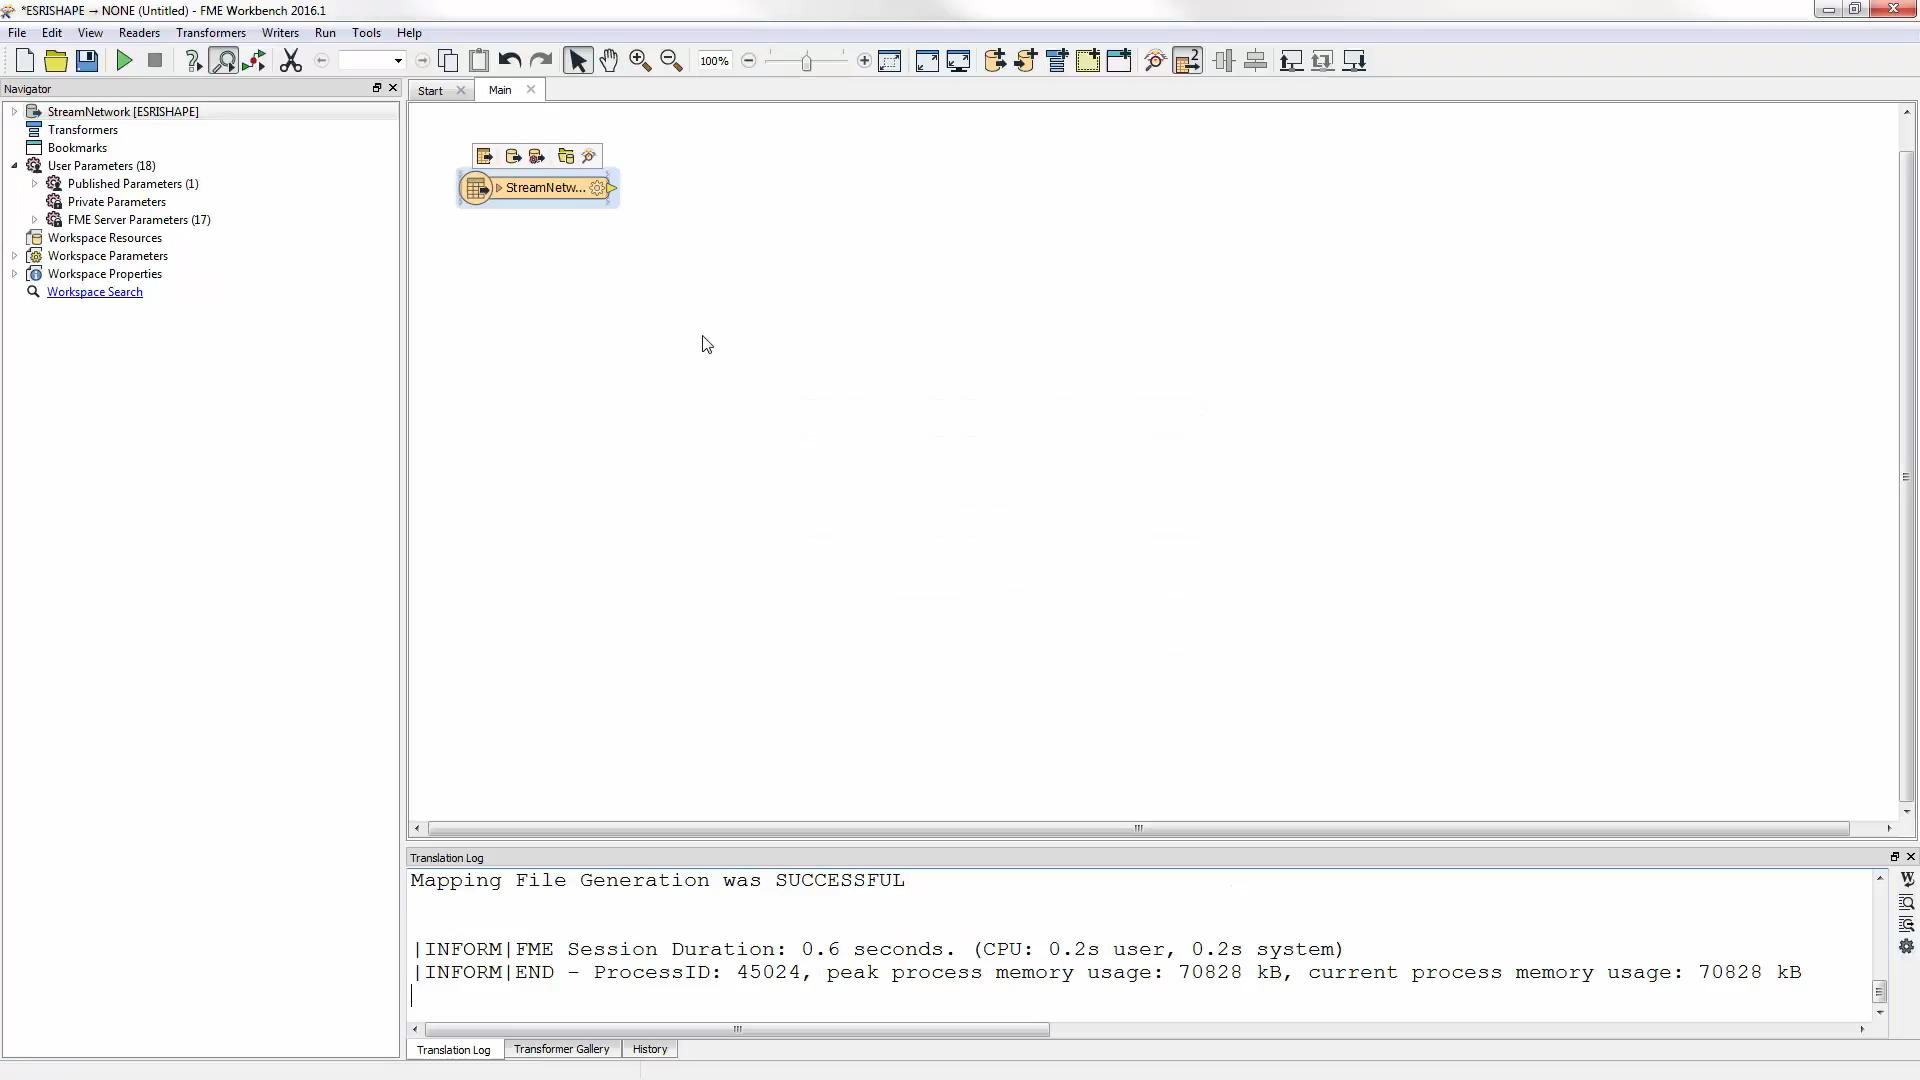 *ESRISHAPE → NONE (Untitled) - FME Workbench 2016.1
File Edit View Readers Transformers Writers Run Tools Help
100%
2
Navigator
Start
Main
StreamNetwork [ESRISHAPE]
Transformers
Bookmarks
User Parameters (18)
Published Parameters (1)
Private Parameters
FME Server Parameters (17)
Workspace Resources
Workspace Parameters
Workspace Properties
Workspace Search
StreamNetw...
Translation Log
Mapping File Generation was SUCCESSFUL
|INFORM|FME Session Duration: 0.6 seconds. (CPU: 0.2s user, 0.2s system)
|INFORM|END - ProcessID: 45024, peak process memory usage: 70828 kB, current process memory usage: 70828 kB
Translation Log
Transformer Gallery
History